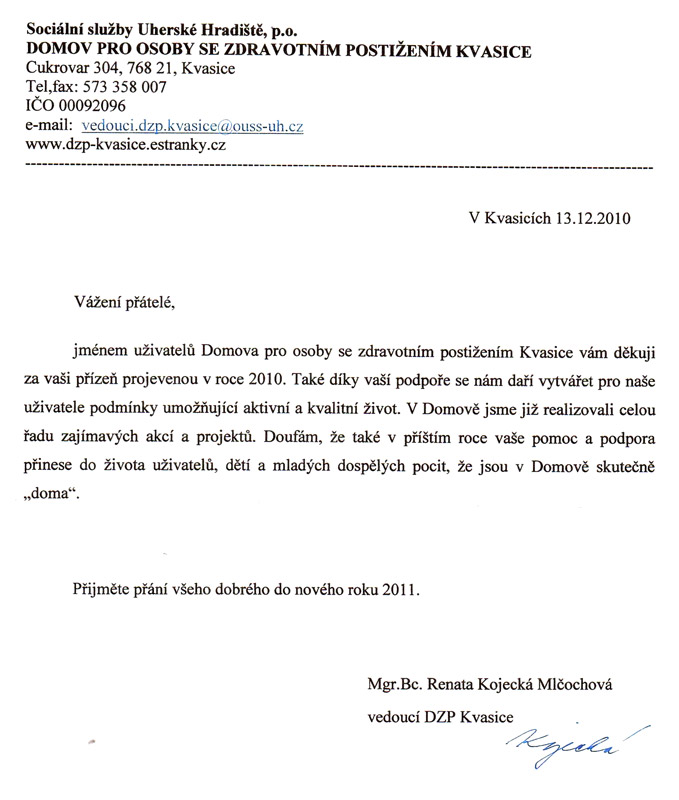 Sociální služby Uherské Hradiště, p.o.
DOMOV PRO OSOBY SE ZDRAVOTNÍM POSTIŽENÍM KVASICE
Cukrovar 304, 768 21, Kvasice
Tel,fax: 573 358 007
IČO 00092096
e-mail: vedouci.dzp.kvasice@ouss-uh.cz
www.dzp-kvasice.estranky.cz
V Kvasicích 13.12.2010
Vážení přátelé,
jménem uživatelů Domova pro osoby se zdravotním postižením Kvasice vám děkuji
za vaši přízeň projevenou v roce 2010. Také díky vaší podpoře se nám daří vytvářet pro naše
uživatele podmínky umožňující aktivní a kvalitní život. V Domově jsme již realizovali celou
řadu zajímavých akcí a projektů. Doufám, že také v příštím roce vaše pomoc a podpora
přinese do života uživatelů, dětí a mladých dospělých pocit, že jsou v Domově skutečně
„doma“.
Přijměte přání všeho dobrého do nového roku 2011.
Mgr.Bc. Renata Kojecká Mlčochová
vedoucí DZP Kvasice
Kojecká